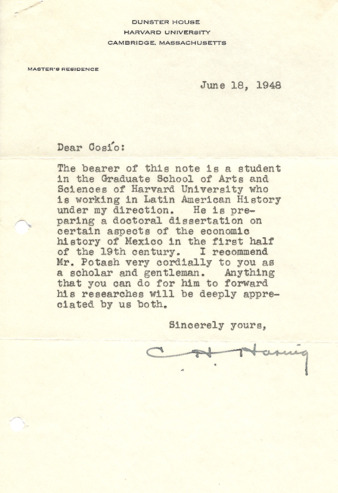 DUNSTER HOUSE
HARVARD UNIVERSITY
CAMBRIDGE, MASSACHUSETTS
MASTER'S RESIDENCE
June 18, 1948
Dear Cosío:
The bearer of this note is a student
in the Graduate School of Arts and
Sciences of Harvard University who
is working in Latin American History
under my direction. He is pre-
paring a doctoral dissertation on
certain aspects of the economic
history of Mexico in the first half
of the 19th century. I recommend
Mr. Potash very cordially to you as
a scholar and gentleman. Anything
that you can do for him to forward
his researches will be deeply appre-
ciated by us both.
Sincerely yours,
C. H. Haring